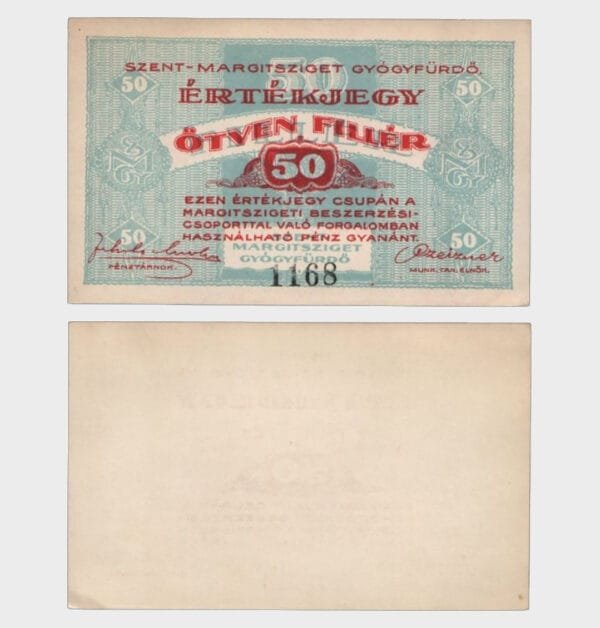 SZENT-MARGITSZIGET GYÓGYFÜRDŐ.
50
50
50
ÉRTÉKJEGY
ÖTVEN FILLÉR
50
EZEN ÉRTÉKJEGY CSUPÁN A
MARGITSZIGETI BESZERZÉSI-
CSOPORTTAL VALÓ FORGALOMBAN
HASZNÁLHATÓ PÉNZ GYANÁNT.
50
50
MARGITSZIGET
GYÓGYFÜRDŐ
PÉNZTÁRNOK.
MUNK. TAN. ELNÖK.
1168